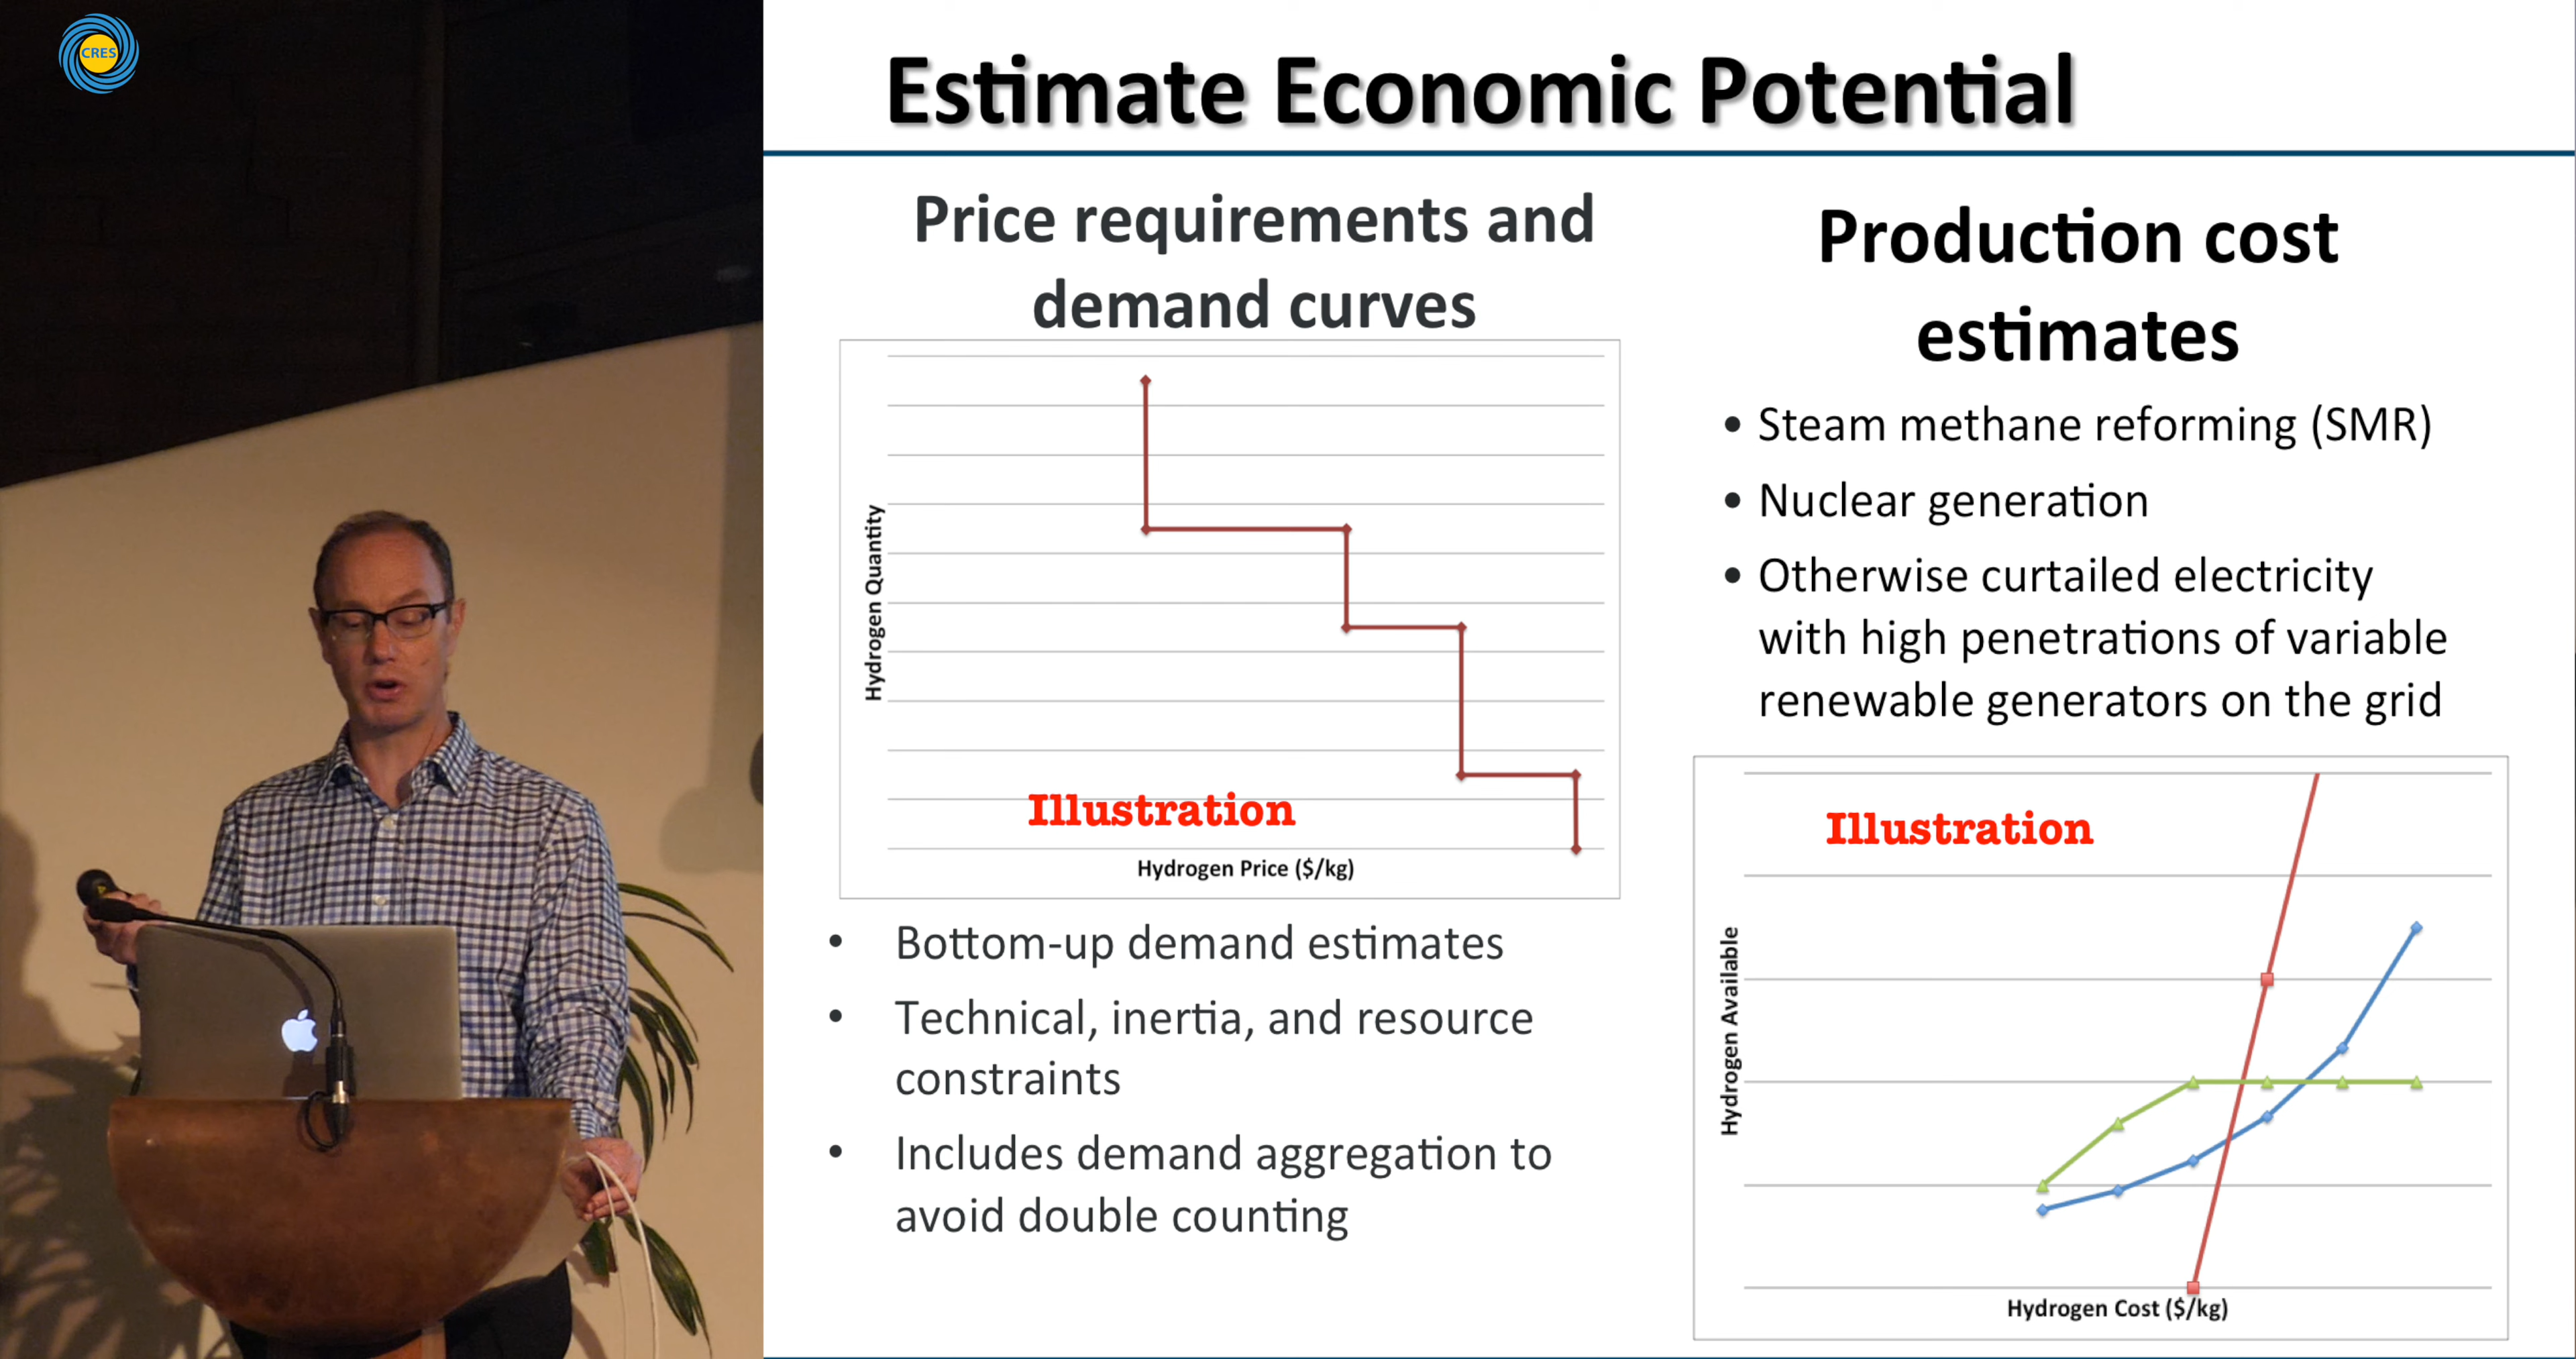 CRES
Estimate Economic Potential
Price requirements and
demand curves
Hydrogen Quantity
Illustration
Hydrogen Price ($/kg)
• Bottom-up demand estimates
• Technical, inertia, and resource
constraints
• Includes demand aggregation to
avoid double counting
Production cost
estimates
• Steam methane reforming (SMR)
• Nuclear generation
• Otherwise curtailed electricity
with high penetrations of variable
renewable generators on the grid
Illustration
Hydrogen Available
Hydrogen Cost ($/kg)